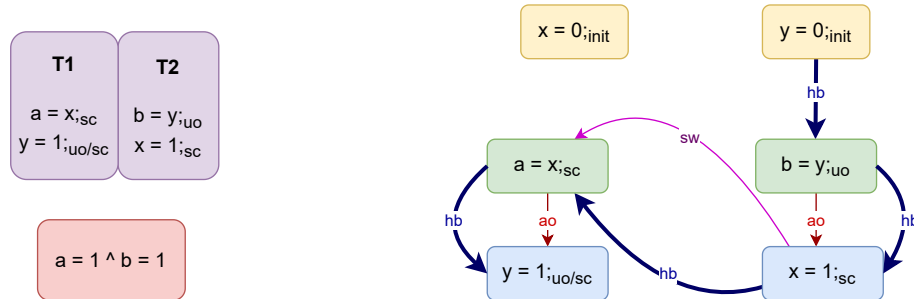 T1
a = x;sc
y = 1;uo/sc
T2
b = y;uo
x = 1;sc
a = 1 ^ b = 1
x = 0;init
y = 0;init
hb
sw
a = x;sc
b = y;uo
hb
ao
ao
hb
hb
y = 1;uo/sc
x = 1;sc